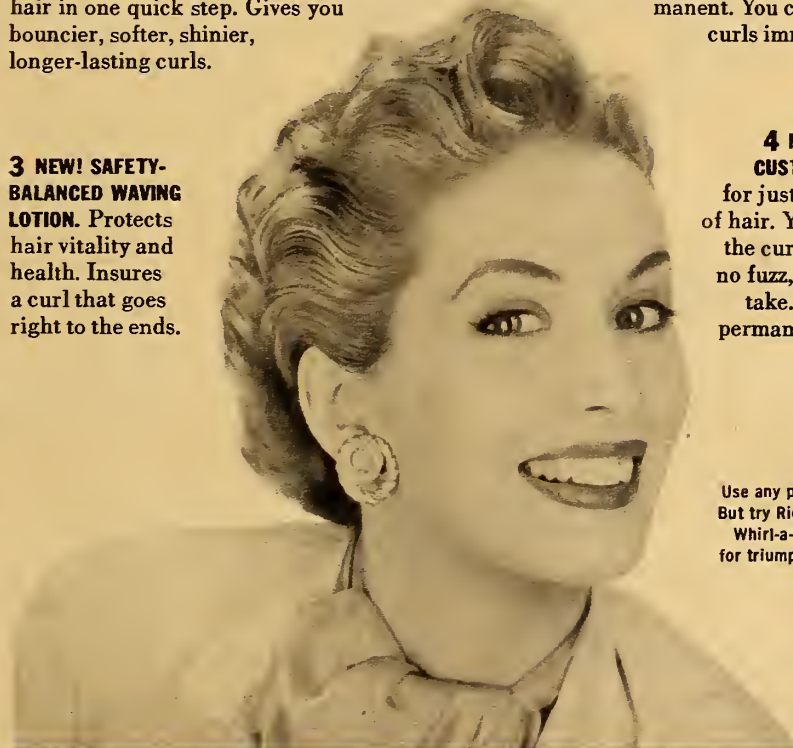 hair in one quick step. Gives you
bouncier, softer, shinier,
longer-lasting curls.
3 NEW! SAFETY-
BALANCED WAVING
LOTION. Protects
hair vitality and
health. Insures
a curl that goes
right to the ends.
manent. You c
curls imm
4
CUST
for just
of hair. Y
the cur
no fuzz,
take.
perman
Use any p
But try Ric
Whirl-a-
for triump